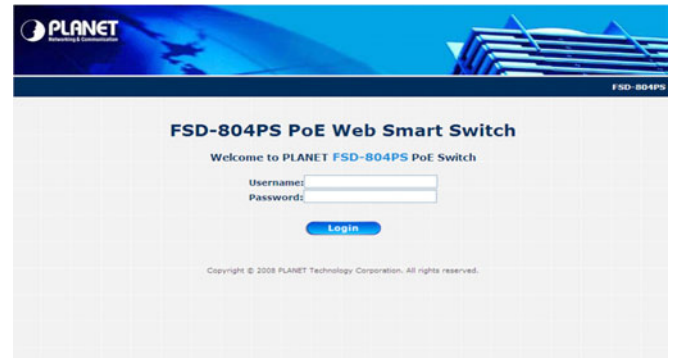 PLANET
Networking & Communication
FSD-804PS
FSD-804PS PoE Web Smart Switch
Welcome to PLANET FSD-804PS PoE Switch
Username:
Password:
Login
Copyright © 2008 PLANET Technology Corporation. All rights reserved.